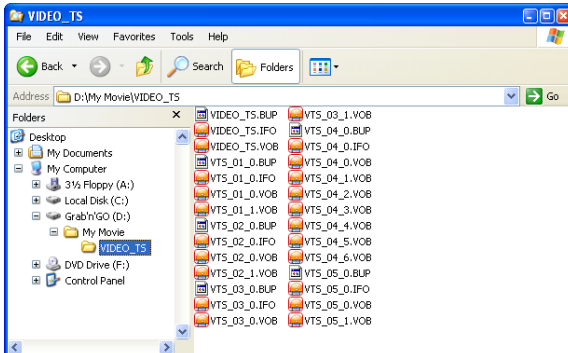 VIDEO_TS
File Edit View Favorites Tools Help
Back Search Folders
Address D:\My Movie\VIDEO_TS Go
Folders x
Desktop
My Documents
My Computer
3½ Floppy (A:)
Local Disk (C:)
Grab'n'GO (D:)
My Movie
VIDEO_TS
DVD Drive (F:)
Control Panel
VIDEO_TS.BUP
VIDEO_TS.IFO
VIDEO_TS.VOB
VTS_01_0.BUP
VTS_01_0.IFO
VTS_01_0.VOB
VTS_01_1.VOB
VTS_02_0.BUP
VTS_02_0.IFO
VTS_02_0.VOB
VTS_02_1.VOB
VTS_03_0.BUP
VTS_03_0.IFO
VTS_03_0.VOB
VTS_03_1.VOB
VTS_04_0.BUP
VTS_04_0.IFO
VTS_04_0.VOB
VTS_04_1.VOB
VTS_04_2.VOB
VTS_04_3.VOB
VTS_04_4.VOB
VTS_04_5.VOB
VTS_04_6.VOB
VTS_05_0.BUP
VTS_05_0.IFO
VTS_05_0.VOB
VTS_05_1.VOB